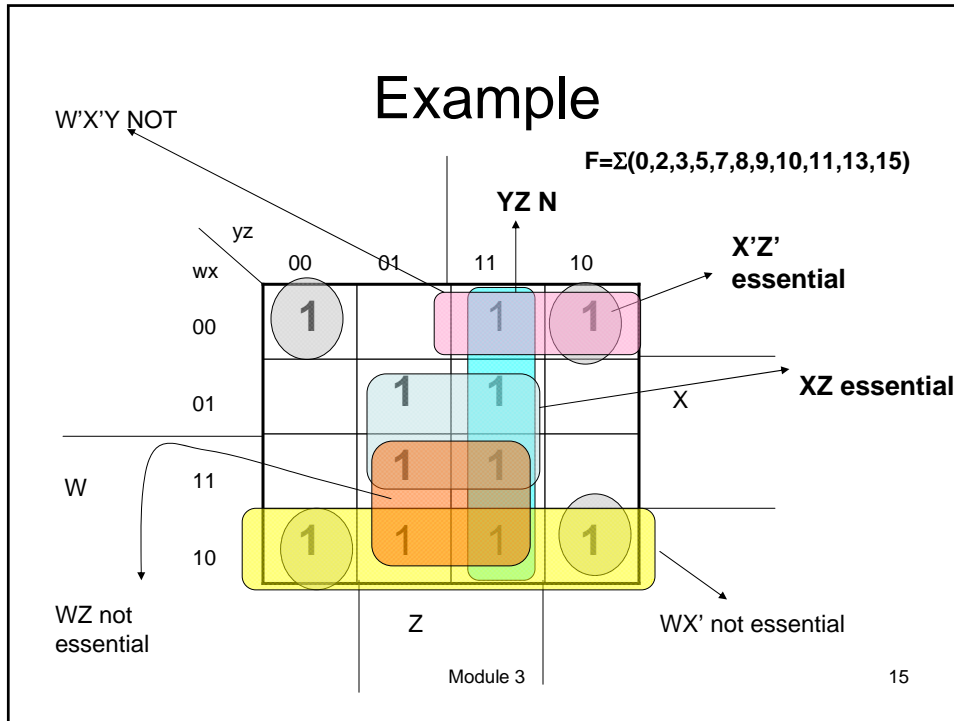 Example
W'X'Y NOT
F=Σ(0,2,3,5,7,8,9,10,11,13,15)
YZ N
yz
wx
00 01 11 10
X'Z'
essential
00 1 1 1
01 1 1
X
XZ essential
W
11 1 1
10 1 1 1 1
WZ not
essential
Z
WX' not essential
Module 3
15